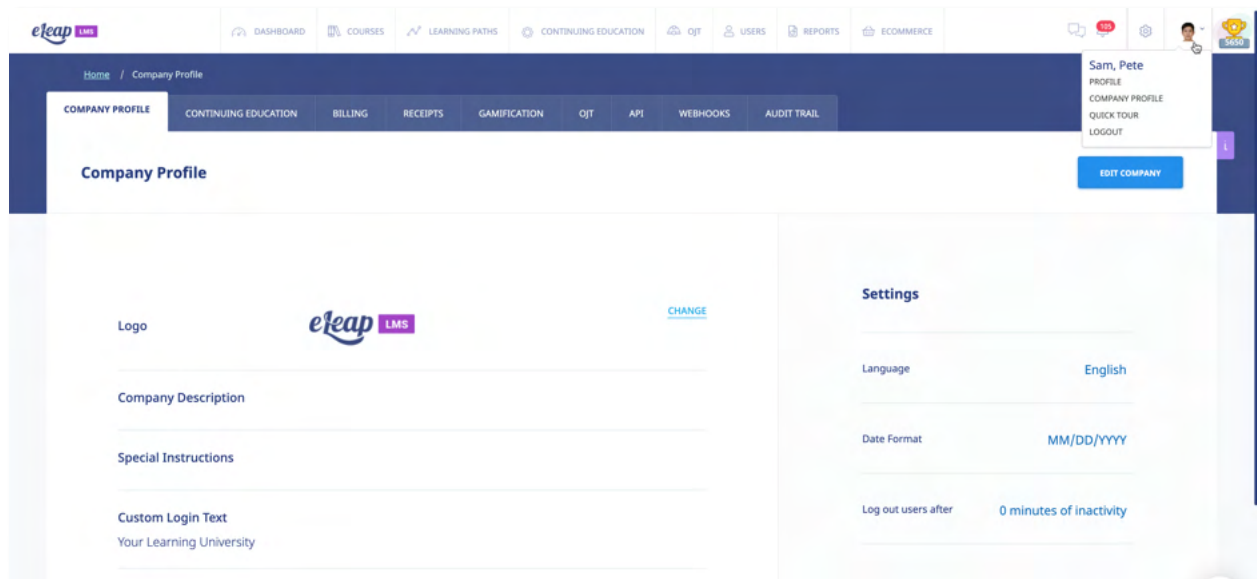 eleap LMS
DASHBOARD
COURSES
LEARNING PATHS
CONTINUING EDUCATION
OJT
USERS
REPORTS
ECOMMERCE
105
5650
Sam, Pete
PROFILE
COMPANY PROFILE
QUICK TOUR
LOGOUT
Home / Company Profile
COMPANY PROFILE
CONTINUING EDUCATION
BILLING
RECEIPTS
GAMIFICATION
OJT
API
WEBHOOKS
AUDIT TRAIL
i
Company Profile
EDIT COMPANY
Logo
eleap LMS
CHANGE
Company Description
Special Instructions
Custom Login Text
Your Learning University
Settings
Language
English
Date Format
MM/DD/YYYY
Log out users after
0 minutes of inactivity